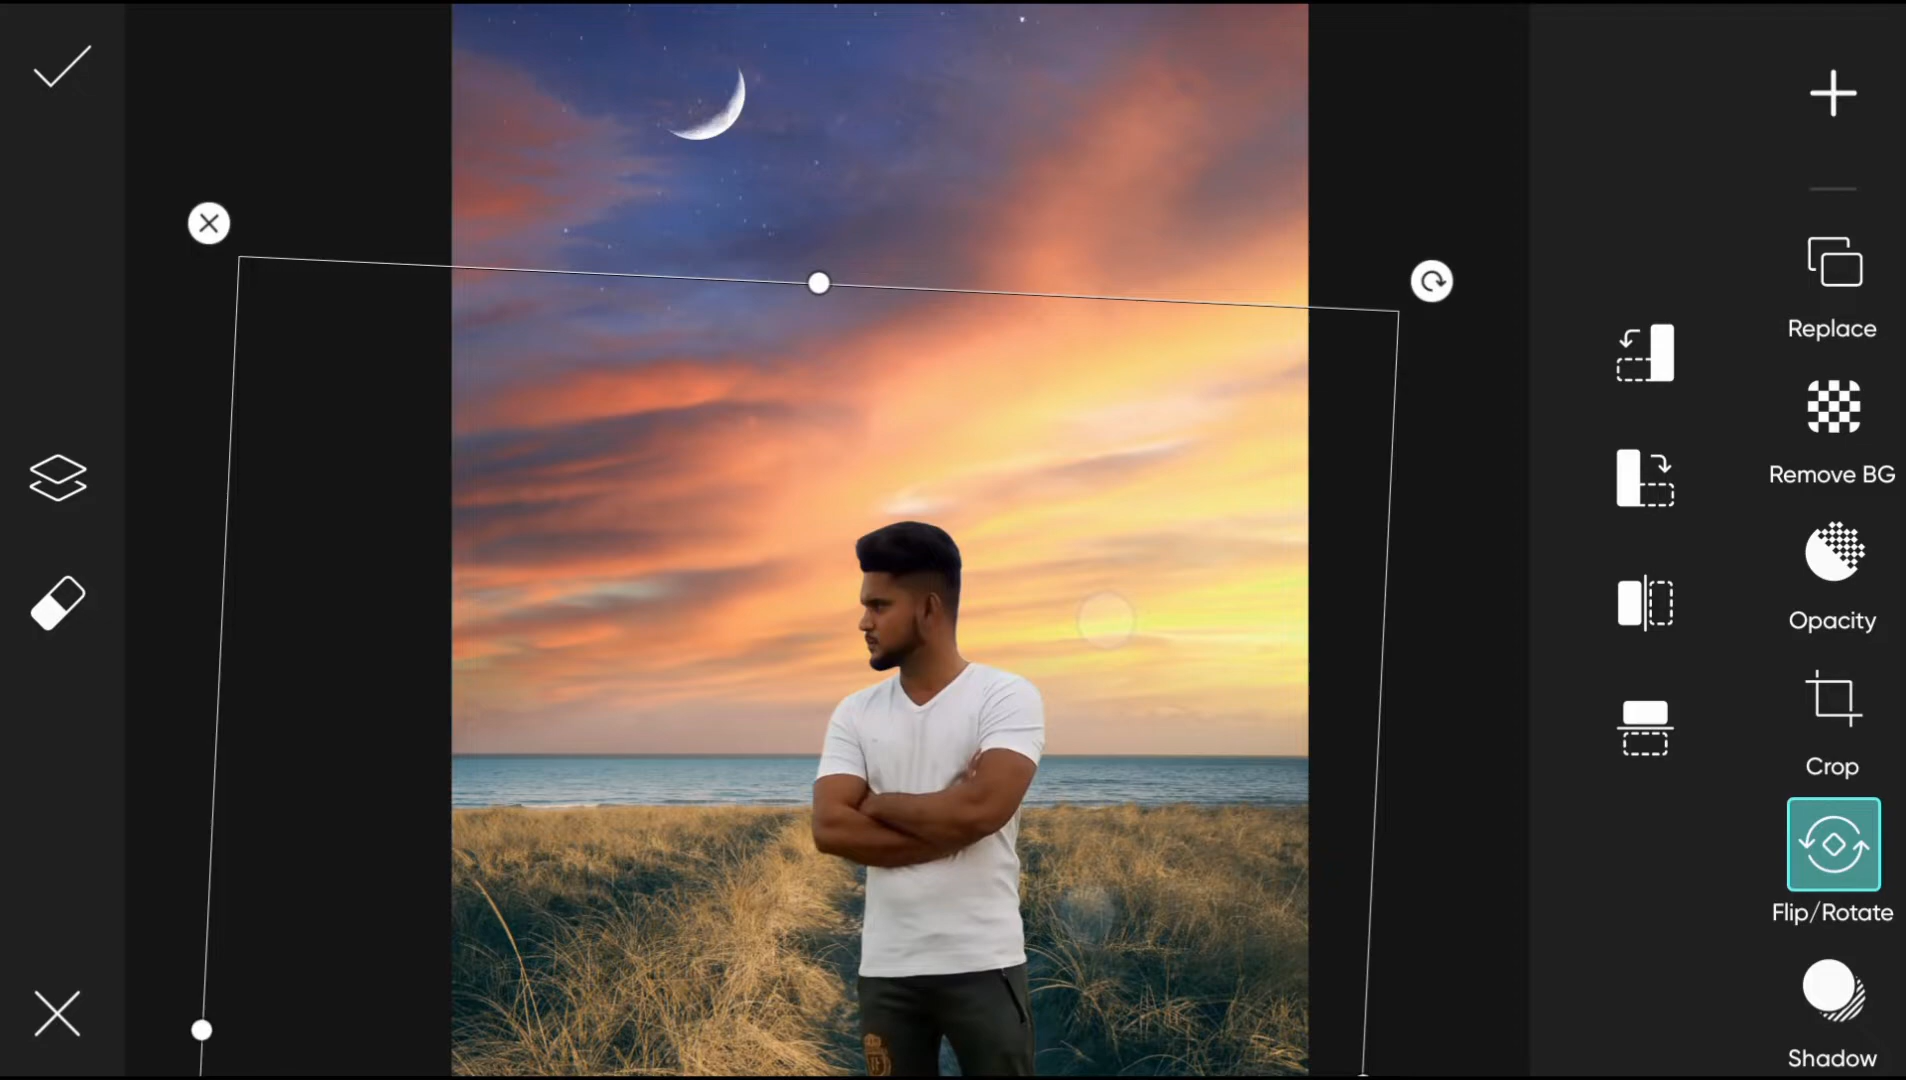 Replace
Remove BG
Opacity
Crop
Flip/Rotate
Shadow